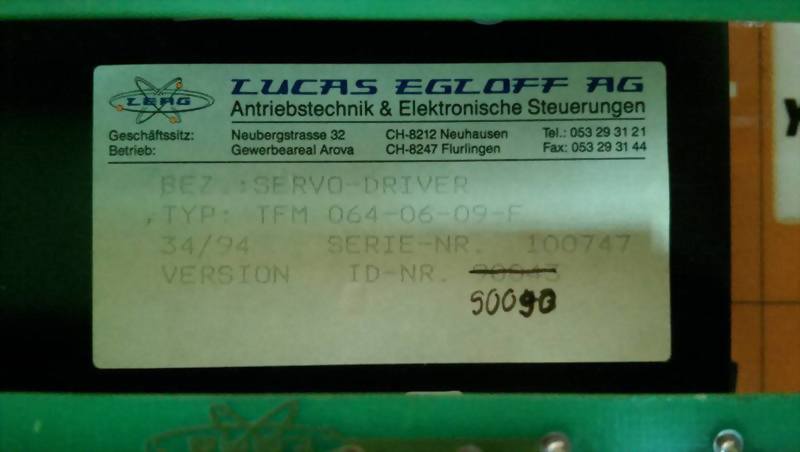 LEAG
LUCAS EGLOFF AG
Antriebstechnik & Elektronische Steuerungen
Geschäftssitz: Neubergstrasse 32 CH-8212 Neuhausen Tel.: 053 29 31 21
Betrieb: Gewerbeareal Arova CH-8247 Flurlingen Fax: 053 29 31 44
BEZ.:SERVO-DRIVER
TYP: TFM 064-06-09-F
34/94 SERIE-NR. 100747
VERSION ID-NR. 90043
90090